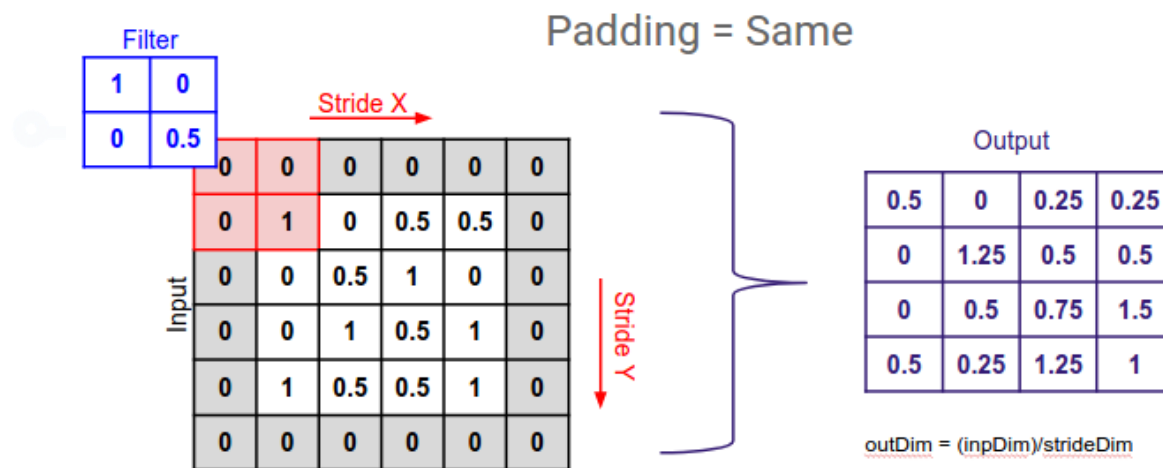 Padding = Same
Filter
1 0
0 0.5
Stride X
Input
0 0 0 0 0 0
0 1 0 0.5 0.5 0
0 0 0.5 1 0 0
0 0 1 0.5 1 0
0 1 0.5 0.5 1 0
0 0 0 0 0 0
Stride Y
Output
0.5 0 0.25 0.25
0 1.25 0.5 0.5
0 0.5 0.75 1.5
0.5 0.25 1.25 1
outDim = (inpDim)/strideDim